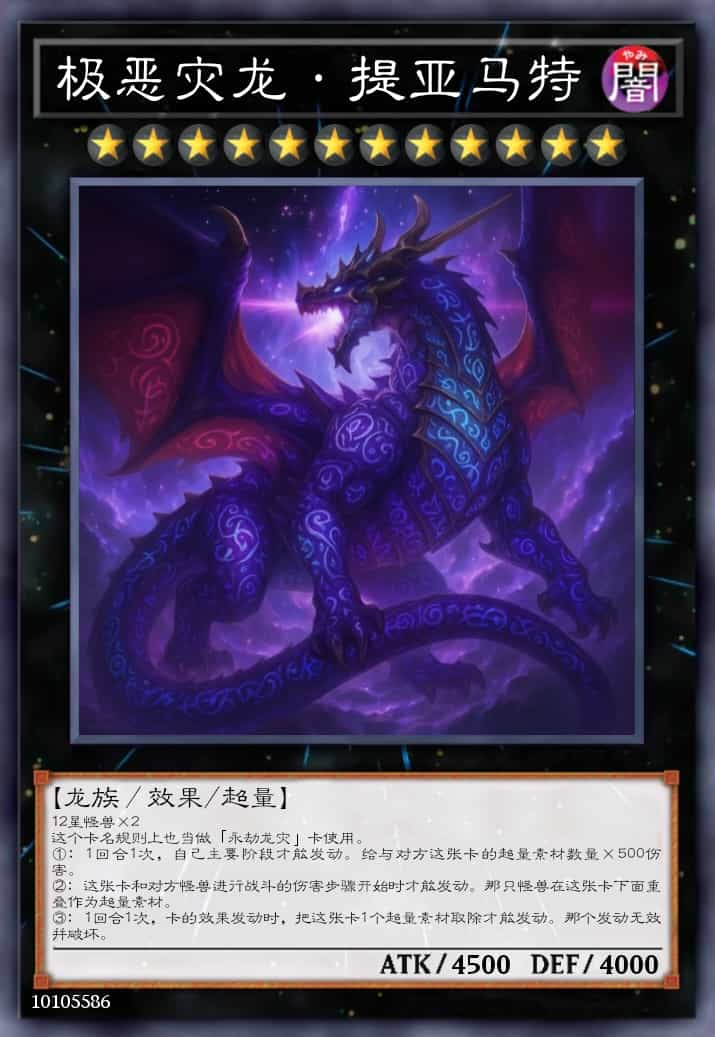 极恶灾龙·提亚马特
やみ
闇
【龙族／效果/超量】
12星怪兽×2
这个卡名规则上也当做「永劫龙灾」卡使用。
①：1回合1次，自己主要阶段才能发动。给与对方这张卡的超量素材数量×500伤
害。
②：这张卡和对方怪兽进行战斗的伤害步骤开始时才能发动。那只怪兽在这张卡下面重
叠作为超量素材。
③：1回合1次，卡的效果发动时，把这张卡1个超量素材取除才能发动。那个发动无效
并破坏。
ATK/4500 DEF/4000
10105586